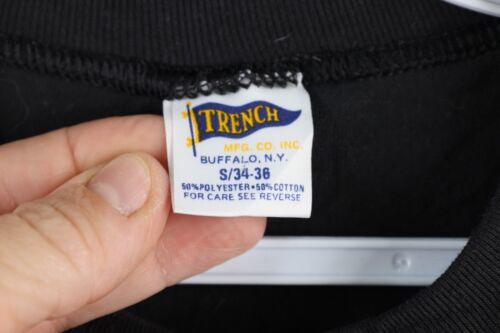 TRENCH
MFG. CO. INC.
BUFFALO, N.Y.
S/34-36
50% POLYESTER • 50% COTTON
FOR CARE SEE REVERSE
S